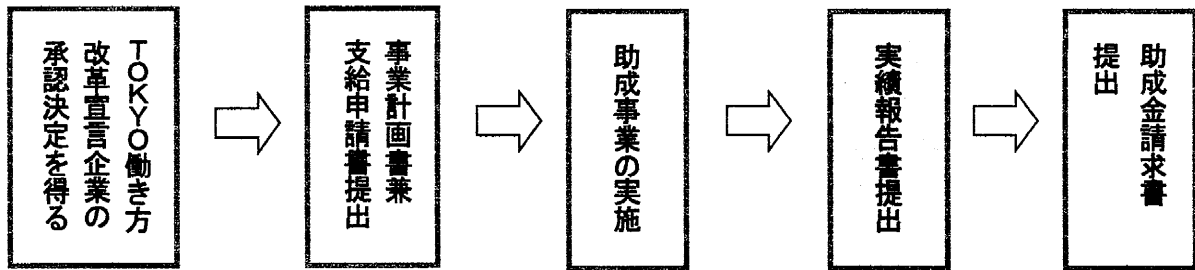 TOKYO働き方
改革宣言企業の
承認決定を得る
事業計画書兼
支給申請書提出
助成事業の実施
実績報告書提出
助成金請求書
提出